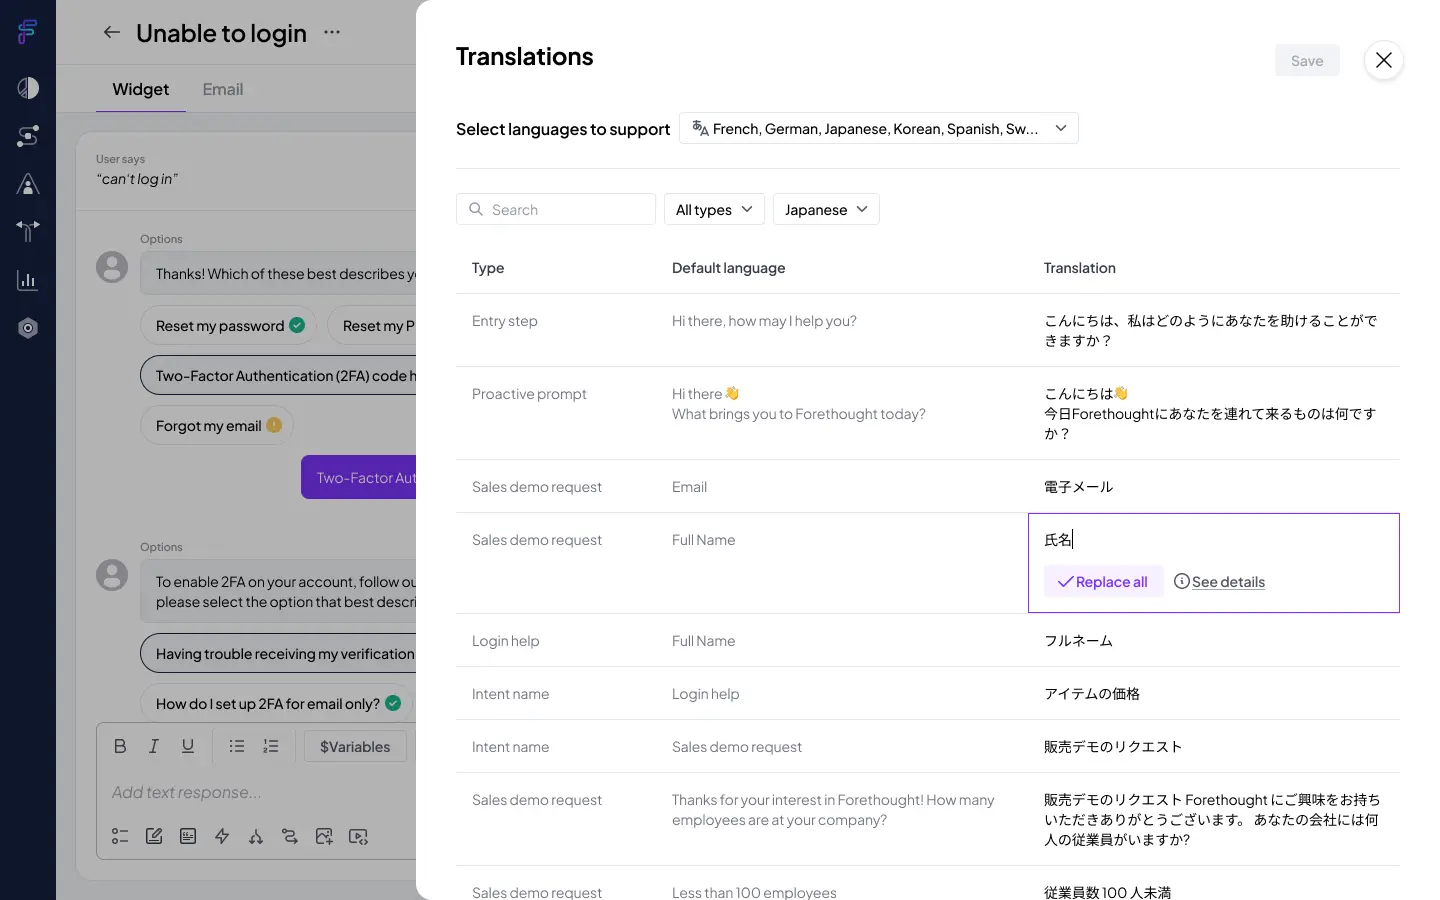 Unable to login
Widget
Email
User says
“can't log in”
Options
Thanks! Which of these best describes
Reset my password
Reset my P
Two-Factor Authentication (2FA) code h
Forgot my email
Two-Factor Aut
Options
To enable 2FA on your account, follow ou
please select the option that best descri
Having trouble receiving my verification
How do I set up 2FA for email only?
B I U
$Variables
Add text response...
Translations
Save
Select languages to support
French, German, Japanese, Korean, Spanish, Sw...
Search
All types
Japanese
Type
Default language
Translation
Entry step
Hi there, how may I help you?
こんにちは、私はどのようにあなたを助けることがで
きますか？
Proactive prompt
Hi there👋
What brings you to Forethought today?
こんにちは👋
今日Forethoughtにあなたを連れて来るものは何です
か？
Sales demo request
Email
電子メール
Sales demo request
Full Name
氏名
Replace all
See details
Login help
Full Name
フルネーム
Intent name
Login help
アイテムの価格
Intent name
Sales demo request
販売デモのリクエスト
Sales demo request
Thanks for your interest in Forethought! How many
employees are at your company?
販売デモのリクエスト Forethought にご興味をお持ち
いただきありがとうございます。 あなたの会社には何
人の従業員がいますか?
Sales demo request
Less than 100 employees
従業員数 100 人未満